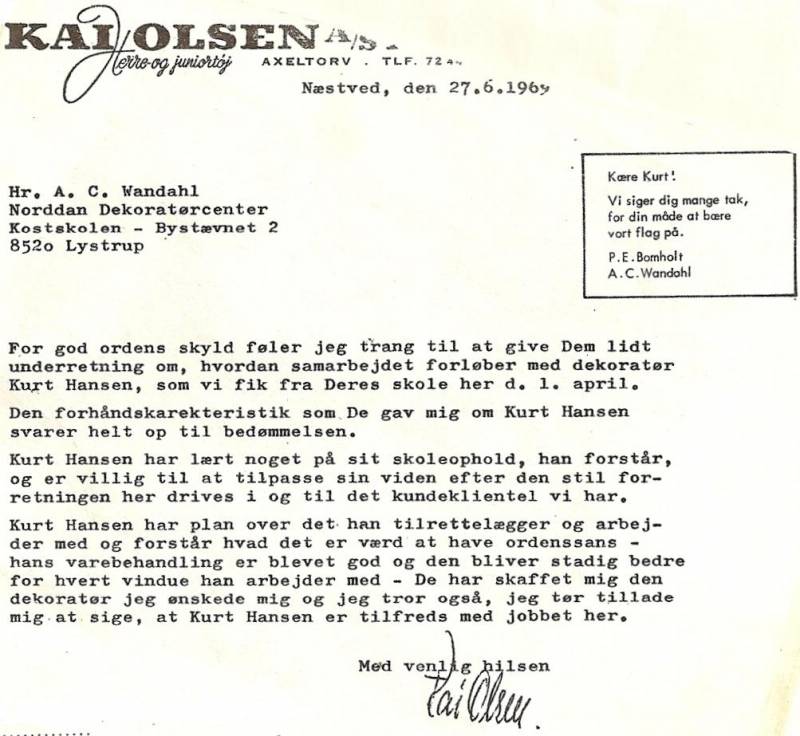 KAI OLSEN A/S
Herre- og juniortøj AXELTORV . TLF. 72
Næstved, den 27.6.1969
Kære Kurt!
Vi siger dig mange tak,
for din måde at bære
vort flag på.
P.E.Bomholt
A.C.Wandahl
Hr. A. C. Wandahl
Norddan Dekoratørcenter
Kostskolen - Bystævnet 2
852o Lystrup
For god ordens skyld føler jeg trang til at give Dem lidt
underretning om, hvordan samarbejdet forløber med dekoratør
Kurt Hansen, som vi fik fra Deres skole her d. 1. april.
Den forhåndskarekteristik som De gav mig om Kurt Hansen
svarer helt op til bedømmelsen.
Kurt Hansen har lært noget på sit skoleophold, han forstår,
og er villig til at tilpasse sin viden efter den stil for-
retningen her drives i og til det kundeklientel vi har.
Kurt Hansen har plan over det han tilrettelægger og arbej-
der med og forstår hvad det er værd at have ordenssans -
hans varebehandling er blevet god og den bliver stadig bedre
for hvert vindue han arbejder med - De har skaffet mig den
dekoratør jeg ønskede mig og jeg tror også, jeg tør tillade
mig at sige, at Kurt Hansen er tilfreds med jobbet her.
Med venlig hilsen
Kai Olsen.